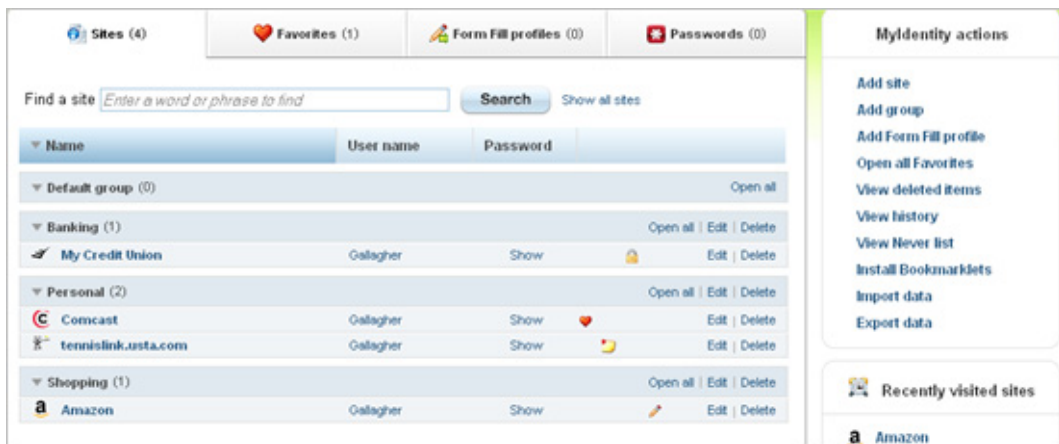 Sites (4)
Favorites (1)
Form Fill profiles (0)
Passwords (0)
Find a site Enter a word or phrase to find Search Show all sites
Name User name Password
Default group (0) Open all
Banking (1) Open all | Edit | Delete
My Credit Union Gallagher Show Edit | Delete
Personal (2) Open all | Edit | Delete
Comcast Gallagher Show Edit | Delete
tennislink.usta.com Gallagher Show Edit | Delete
Shopping (1) Open all | Edit | Delete
Amazon Gallagher Show Edit | Delete
MyIdentity actions
Add site
Add group
Add Form Fill profile
Open all Favorites
View deleted items
View history
View Never list
Install Bookmarklets
Import data
Export data
Recently visited sites
Amazon